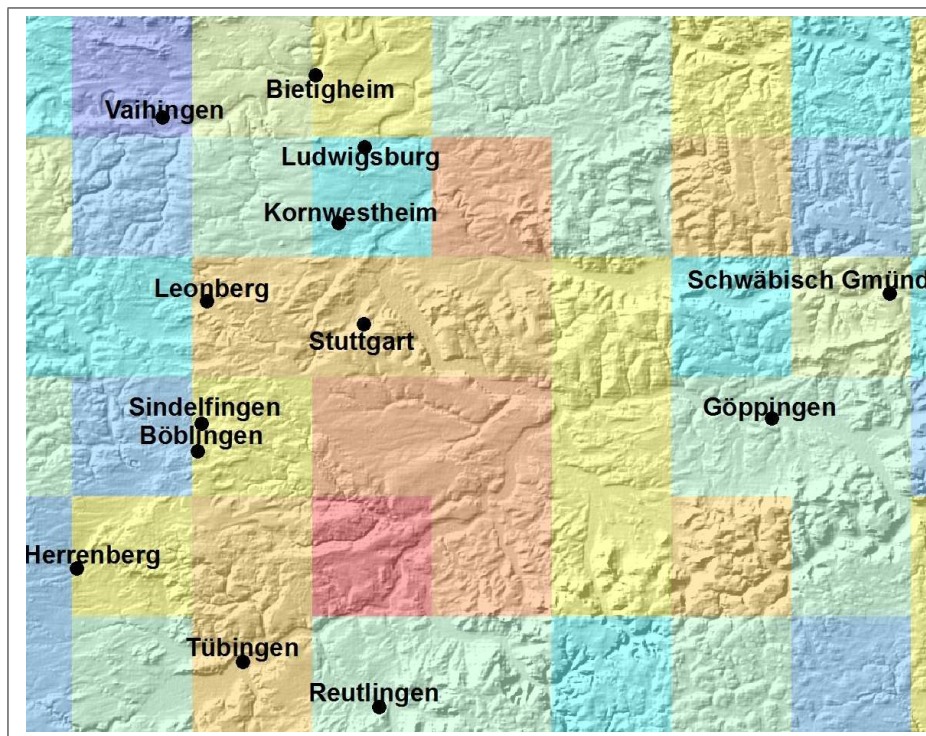 Bietigheim
Vaihingen
Ludwigsburg
Kornwestheim
Schwäbisch Gmünd
Leonberg
Stuttgart
Sindelfingen
Göppingen
Böblingen
Herrenberg
Tübingen
Reutlingen